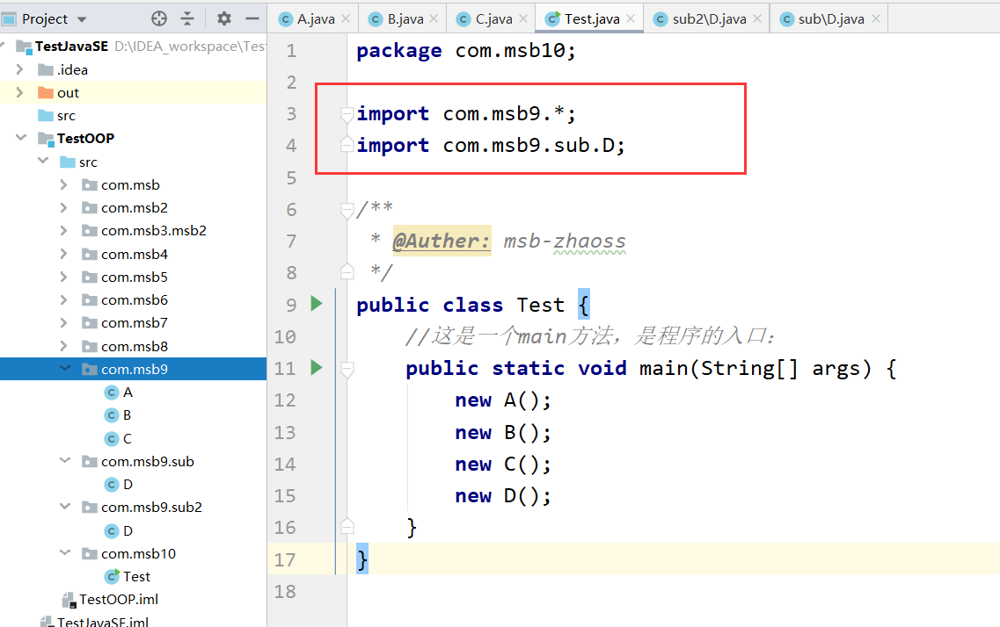 Project
A.java
B.java
C.java
Test.java
sub2\D.java
sub\D.java
TestJavaSE D:\IDEA_workspace\Tes
.idea
out
src
TestOOP
src
com.msb
com.msb2
com.msb3.msb2
com.msb4
com.msb5
com.msb6
com.msb7
com.msb8
com.msb9
A
B
C
com.msb9.sub
D
com.msb9.sub2
D
com.msb10
Test
TestOOP.iml
TestJavaSE.iml
1 package com.msb10;
2
3 import com.msb9.*;
4 import com.msb9.sub.D;
5
6 /**
7 * @Auther: msb-zhaoss
8 */
9 public class Test {
10 //这是一个main方法，是程序的入口：
11 public static void main(String[] args) {
12 new A();
13 new B();
14 new C();
15 new D();
16 }
17 }
18